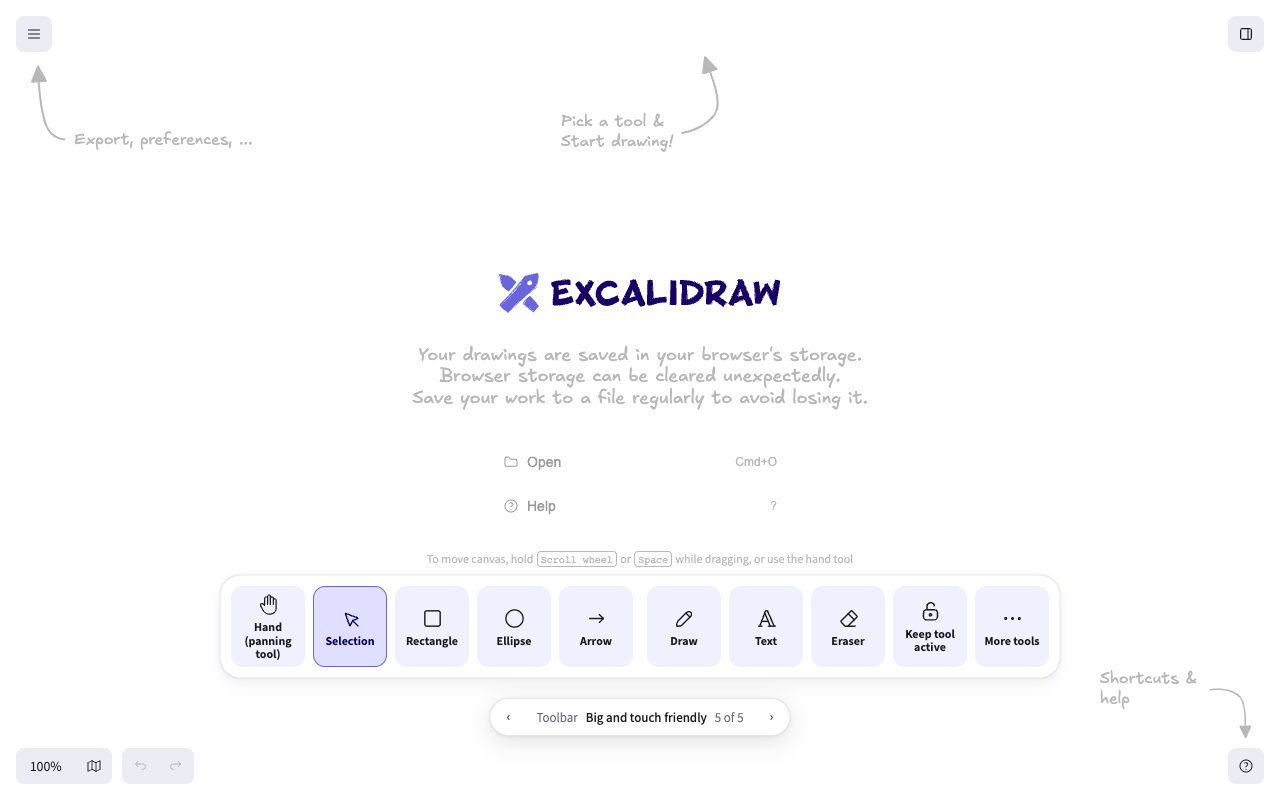 Export, preferences, ...
Pick a tool &
Start drawing!
EXCALIDRAW
Your drawings are saved in your browser's storage.
Browser storage can be cleared unexpectedly.
Save your work to a file regularly to avoid losing it.
Open Cmd+O
Help ?
To move canvas, hold Scroll wheel or Space while dragging, or use the hand tool
Hand
(panning
tool)
Selection
Rectangle
Ellipse
Arrow
Draw
Text
Eraser
Keep tool
active
More tools
Shortcuts &
help
‹ Toolbar Big and touch friendly 5 of 5 ›
100%